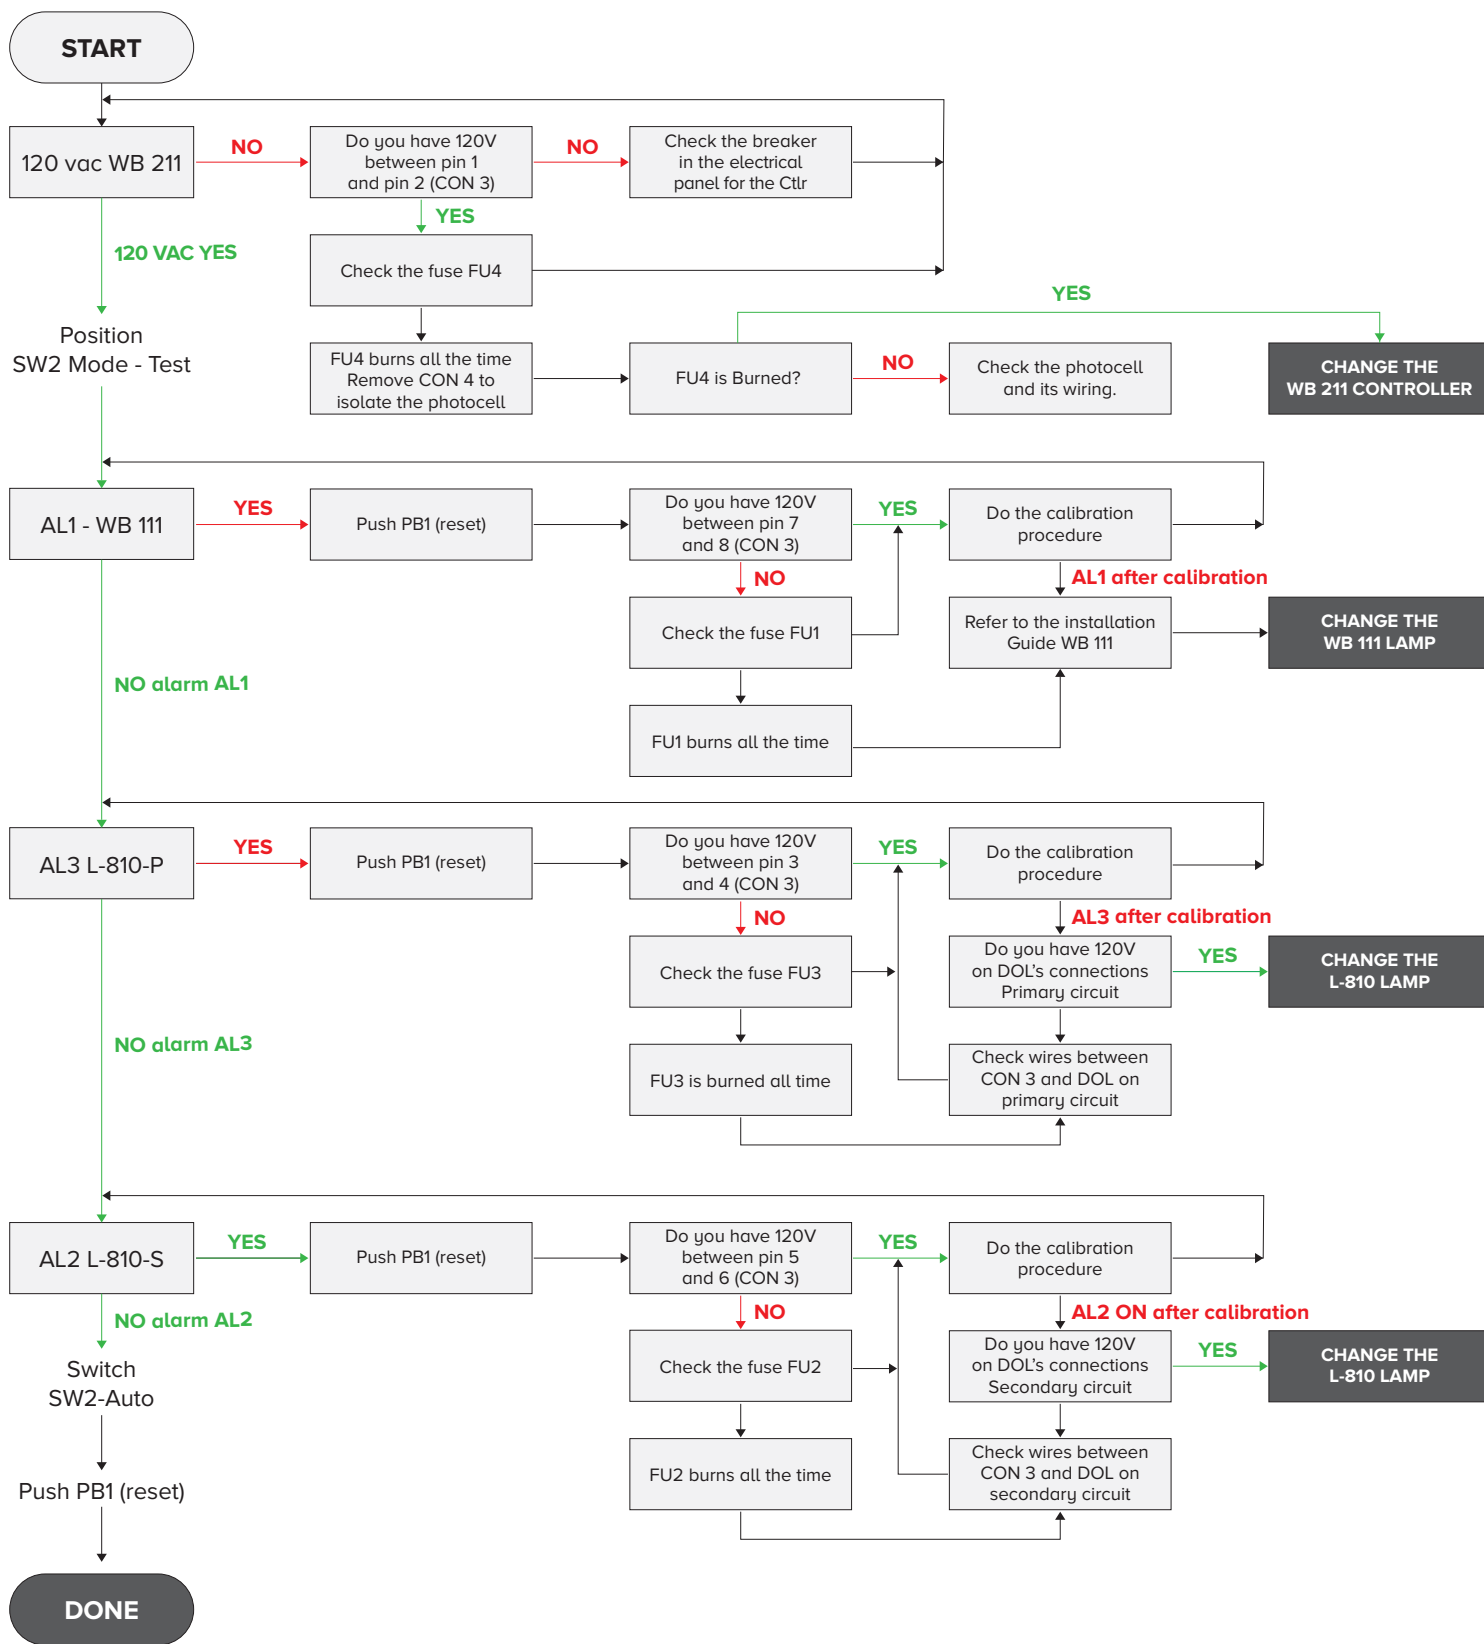 START
120 vac WB 211
NO
Do you have 120V
between pin 1
and pin 2 (CON 3)
NO
Check the breaker
in the electrical
panel for the Ctlr
YES
120 VAC YES
Check the fuse FU4
YES
Position
SW2 Mode - Test
FU4 burns all the time
Remove CON 4 to
isolate the photocell
FU4 is Burned?
NO
Check the photocell
and its wiring.
CHANGE THE
WB 211 CONTROLLER
AL1 - WB 111
YES
Push PB1 (reset)
Do you have 120V
between pin 7
and 8 (CON 3)
YES
Do the calibration
procedure
NO
AL1 after calibration
Check the fuse FU1
Refer to the installation
Guide WB 111
CHANGE THE
WB 111 LAMP
NO alarm AL1
FU1 burns all the time
AL3 L-810-P
YES
Push PB1 (reset)
Do you have 120V
between pin 3
and 4 (CON 3)
YES
Do the calibration
procedure
NO
AL3 after calibration
Check the fuse FU3
Do you have 120V
on DOL's connections
Primary circuit
YES
CHANGE THE
L-810 LAMP
NO alarm AL3
FU3 is burned all time
Check wires between
CON 3 and DOL on
primary circuit
AL2 L-810-S
YES
Push PB1 (reset)
Do you have 120V
between pin 5
and 6 (CON 3)
YES
Do the calibration
procedure
NO alarm AL2
NO
AL2 ON after calibration
Switch
SW2-Auto
Check the fuse FU2
Do you have 120V
on DOL's connections
Secondary circuit
YES
CHANGE THE
L-810 LAMP
Push PB1 (reset)
FU2 burns all the time
Check wires between
CON 3 and DOL on
secondary circuit
DONE